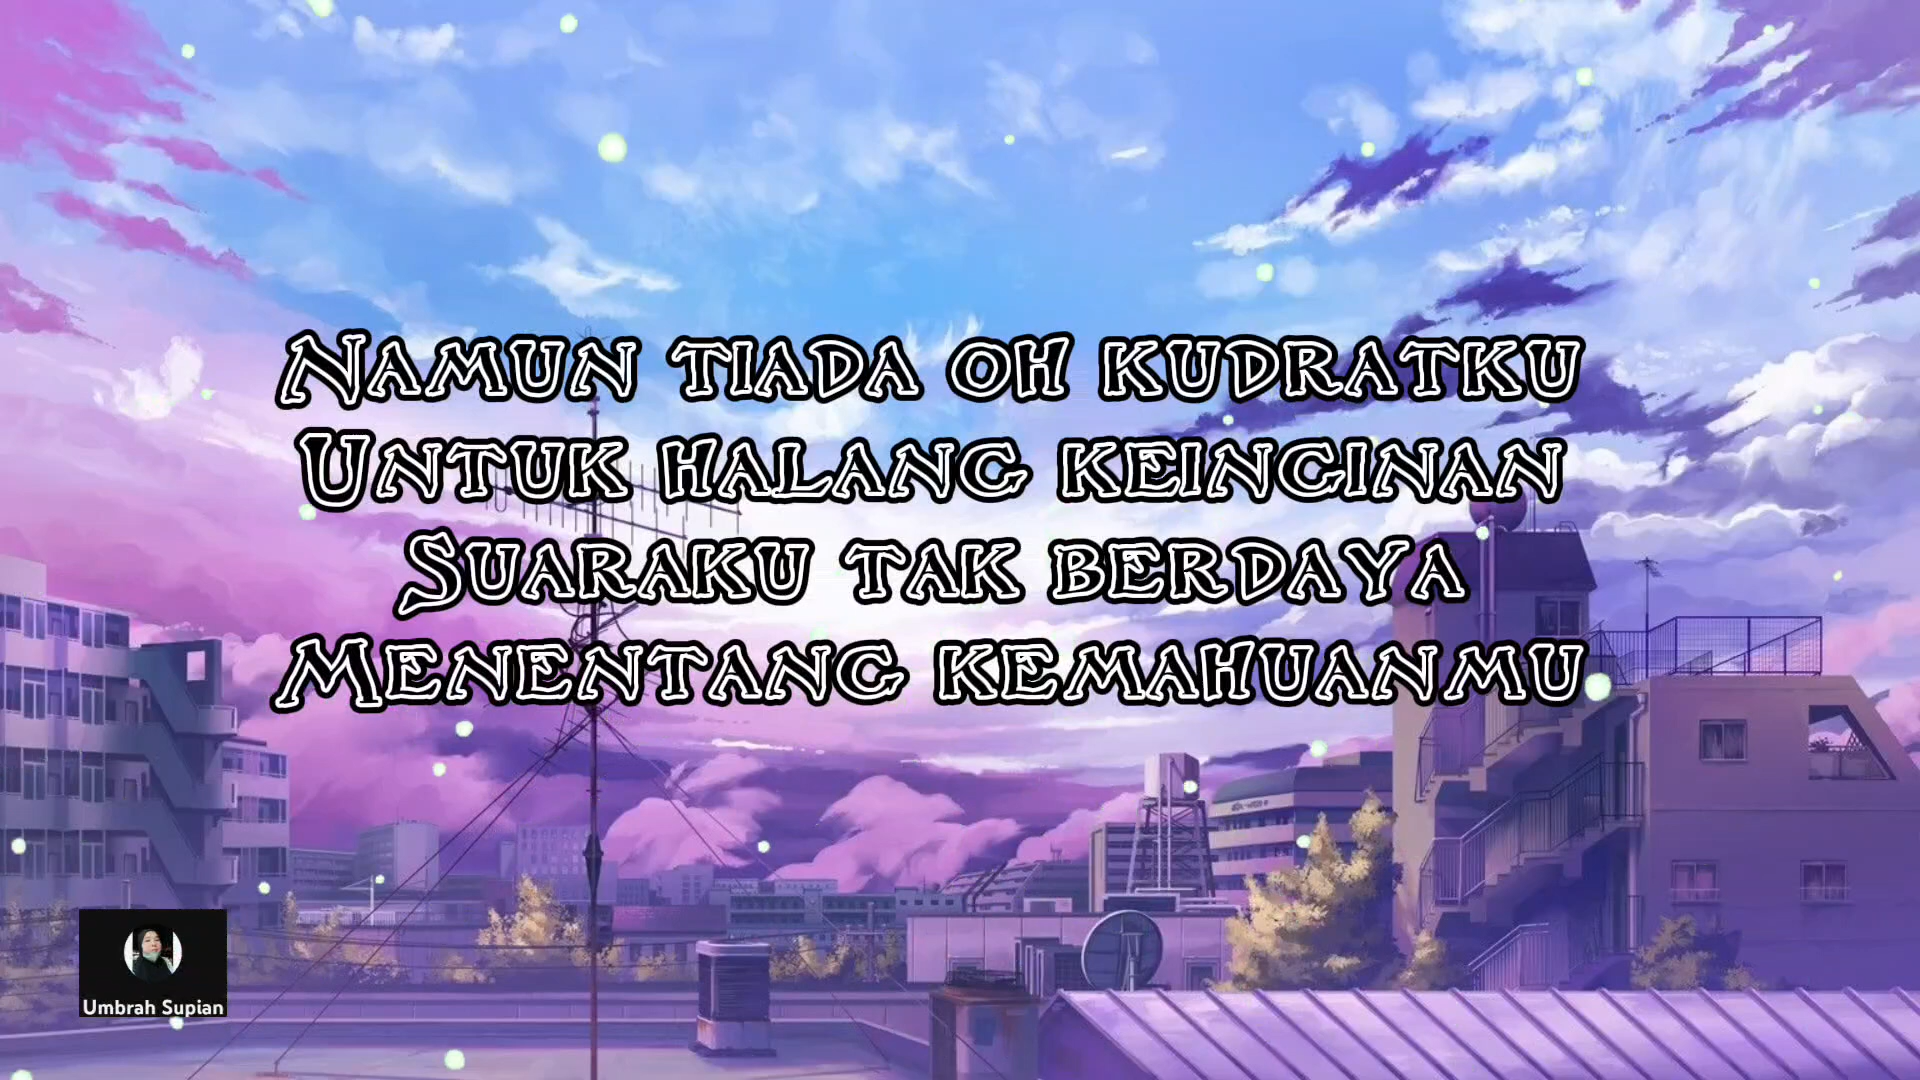 Namun tiada oh kudratku
Untuk halang keinginan
Suaraku tak berdaya
Menentang kemahuanmu
Umbrah Supian